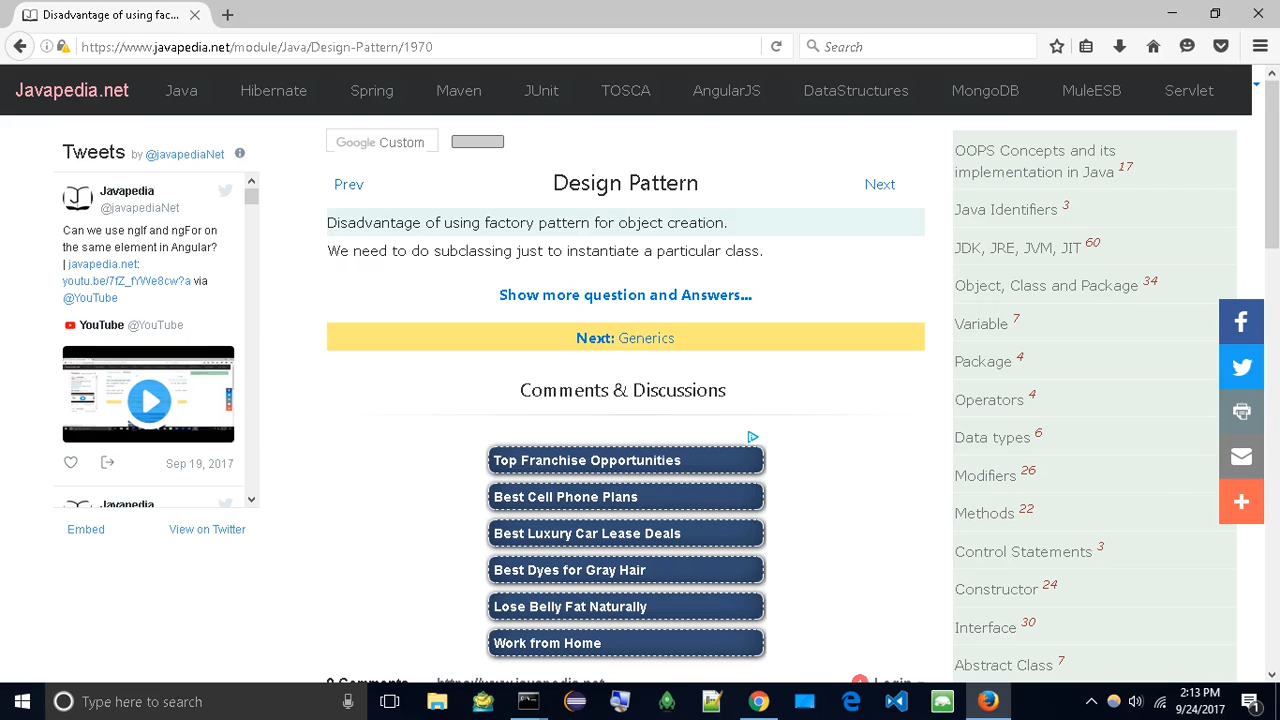 Disadvantage of using fac...
https://www.javapedia.net/module/Java/Design-Pattern/1970
Search
Javapedia.net
Java
Hibernate
Spring
Maven
JUnit
TOSCA
AngularJS
DataStructures
MongoDB
MuleESB
Servlet
Tweets by @javapediaNet
Javapedia
@javapediaNet
Can we use ngIf and ngFor on
the same element in Angular?
| javapedia.net:
youtu.be/7fZ_fYWe8cw?a via
@YouTube
YouTube @YouTube
Sep 19, 2017
Javapedia
Embed
View on Twitter
Google Custom
Prev
Design Pattern
Next
Disadvantage of using factory pattern for object creation.
We need to do subclassing just to instantiate a particular class.
Show more question and Answers...
Next: Generics
Comments & Discussions
Top Franchise Opportunities
Best Cell Phone Plans
Best Luxury Car Lease Deals
Best Dyes for Gray Hair
Lose Belly Fat Naturally
Work from Home
0 Comments
https://www.javapedia.net
1
Login
OOPS Concepts and its
implementation in Java 17
Java Identifiers 3
JDK, JRE, JVM, JIT 60
Object, Class and Package 34
Variable 7
Package 4
Operators 4
Data types 6
Modifiers 26
Methods 22
Control Statements 3
Constructor 24
Interface 30
Abstract Class 7
Type here to search
2:13 PM
9/24/2017
1